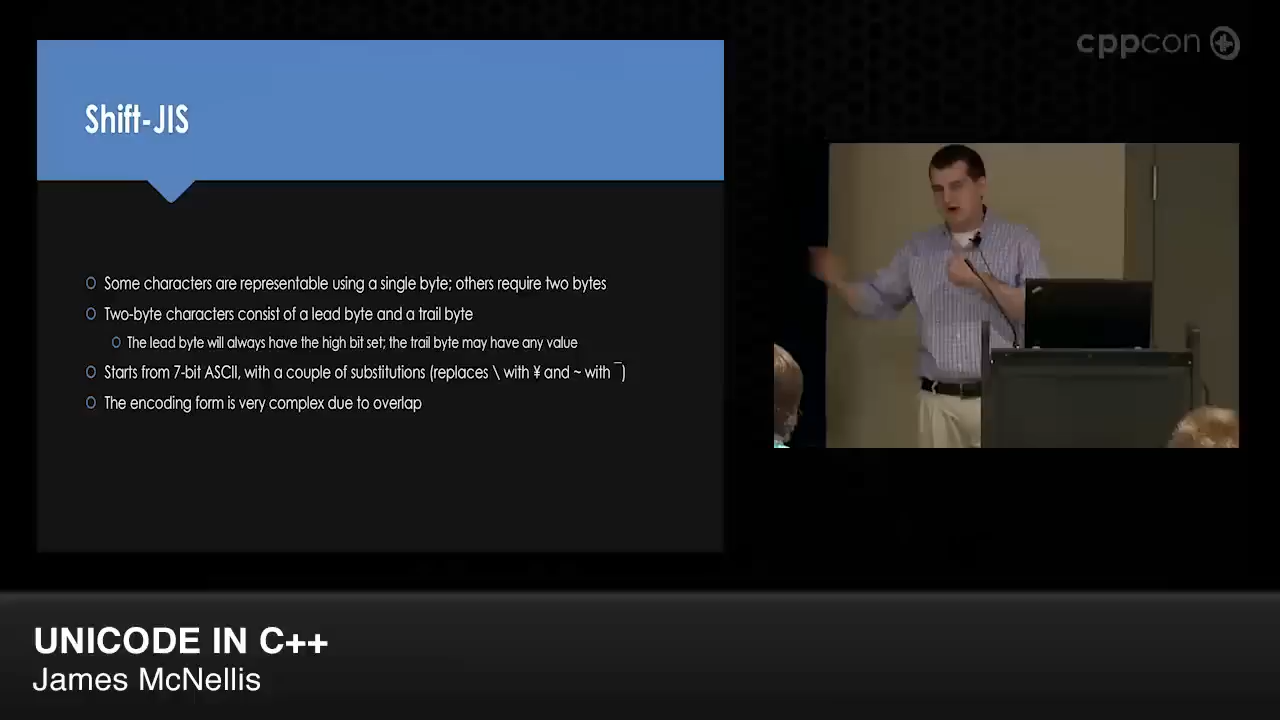 cppcon
Shift-JIS
Some characters are representable using a single byte; others require two bytes
Two-byte characters consist of a lead byte and a trail byte
The lead byte will always have the high bit set; the trail byte may have any value
Starts from 7-bit ASCII, with a couple of substitutions (replaces \ with ¥ and ~ with ‾)
The encoding form is very complex due to overlap
UNICODE IN C++
James McNellis